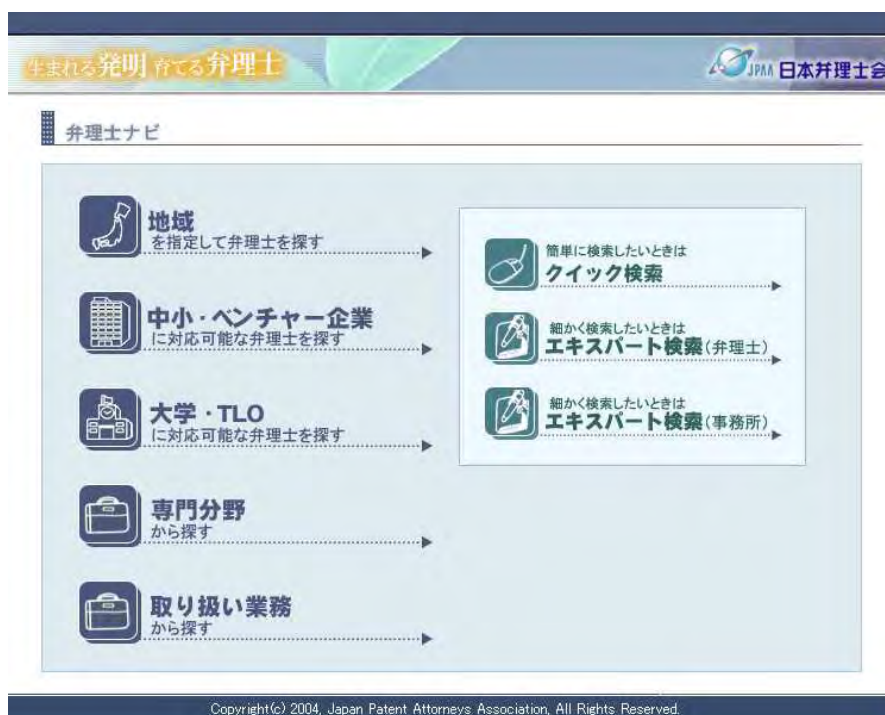 生まれる発明 育てる弁理士
JPAA 日本弁理士会
弁理士ナビ
地域
を指定して弁理士を探す
中小・ベンチャー企業
に対応可能な弁理士を探す
大学・TLO
に対応可能な弁理士を探す
専門分野
から探す
取り扱い業務
から探す
簡単に検索したいときは
クイック検索
細かく検索したいときは
エキスパート検索(弁理士)
細かく検索したいときは
エキスパート検索(事務所)
Copyright(c) 2004, Japan Patent Attorneys Association, All Rights Reserved.